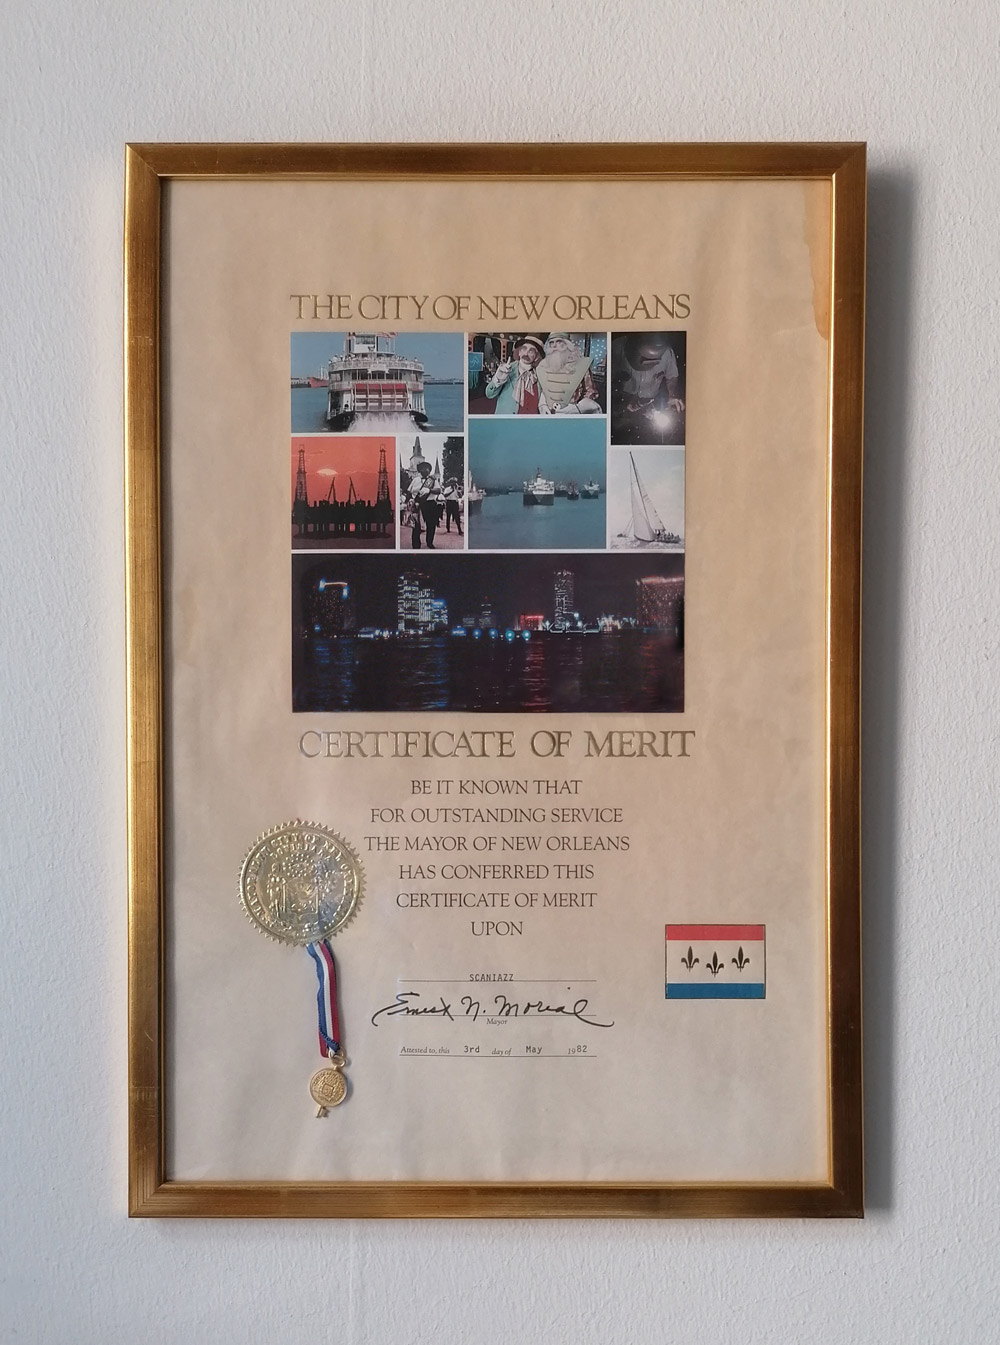 THE CITY OF NEW ORLEANS
CERTIFICATE OF MERIT
BE IT KNOWN THAT
FOR OUTSTANDING SERVICE
THE MAYOR OF NEW ORLEANS
HAS CONFERRED THIS
CERTIFICATE OF MERIT
UPON
SCANIAZZ
Ernest N. Morial
Mayor
Attested to, this 3rd day of May 1982